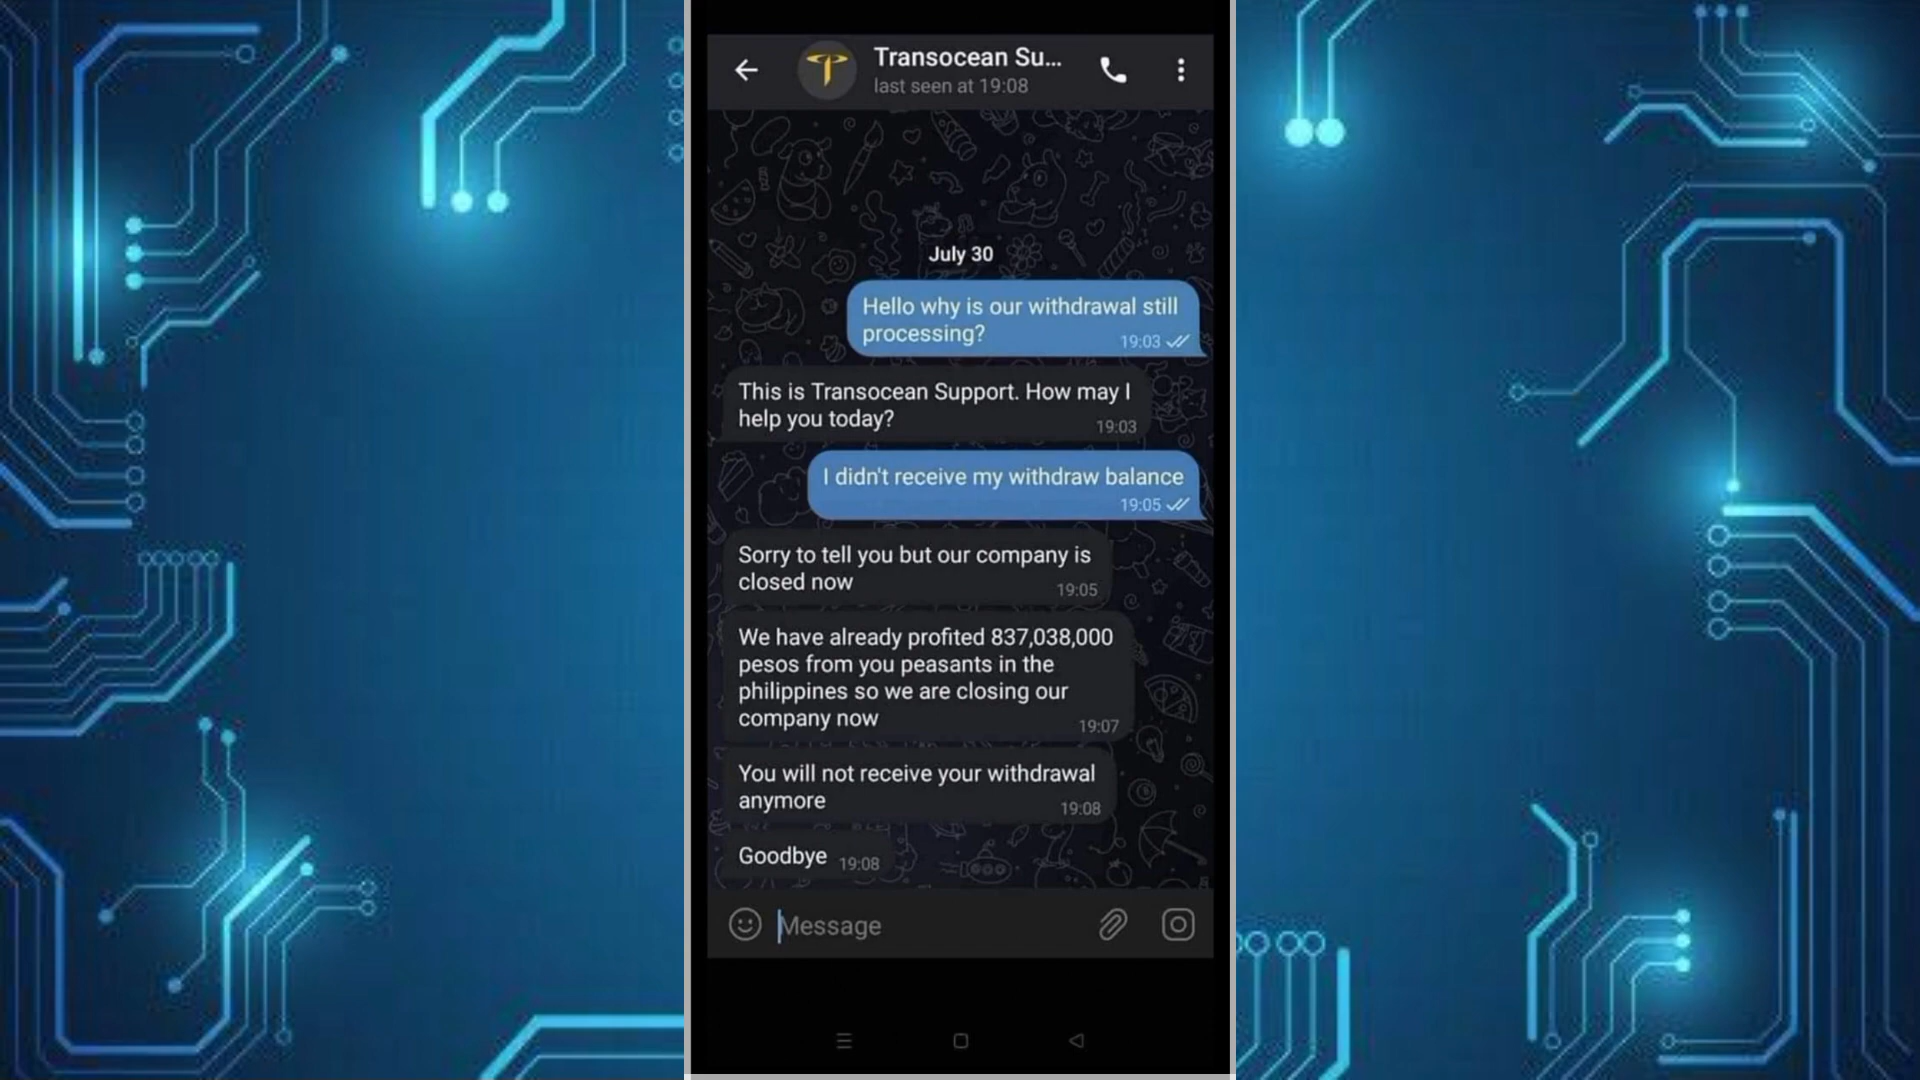 Transocean Su...
last seen at 19:08
July 30
Hello why is our withdrawal still
processing?
19:03
This is Transocean Support. How may I
help you today?
19:03
I didn't receive my withdraw balance
19:05
Sorry to tell you but our company is
closed now
19:05
We have already profited 837,038,000
pesos from you peasants in the
philippines so we are closing our
company now
19:07
You will not receive your withdrawal
anymore
19:08
Goodbye 19:08
Message